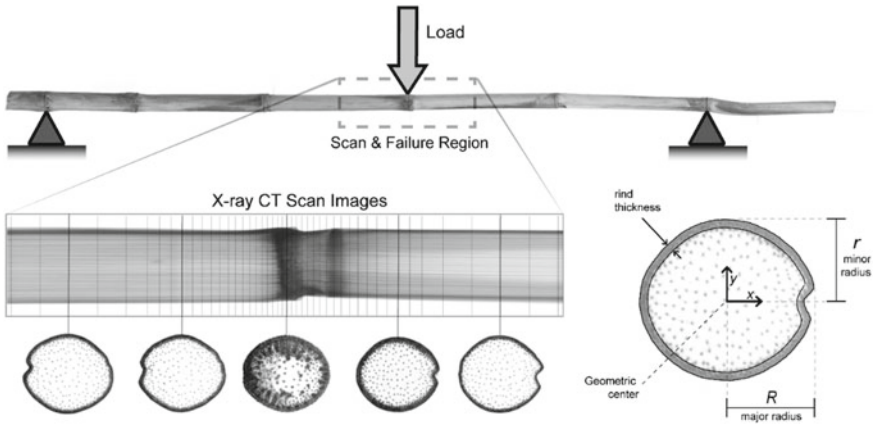 Load
Scan & Failure Region
X-ray CT Scan Images
rind
thickness
r
minor
radius
y
x
Geometric
center
R
major radius